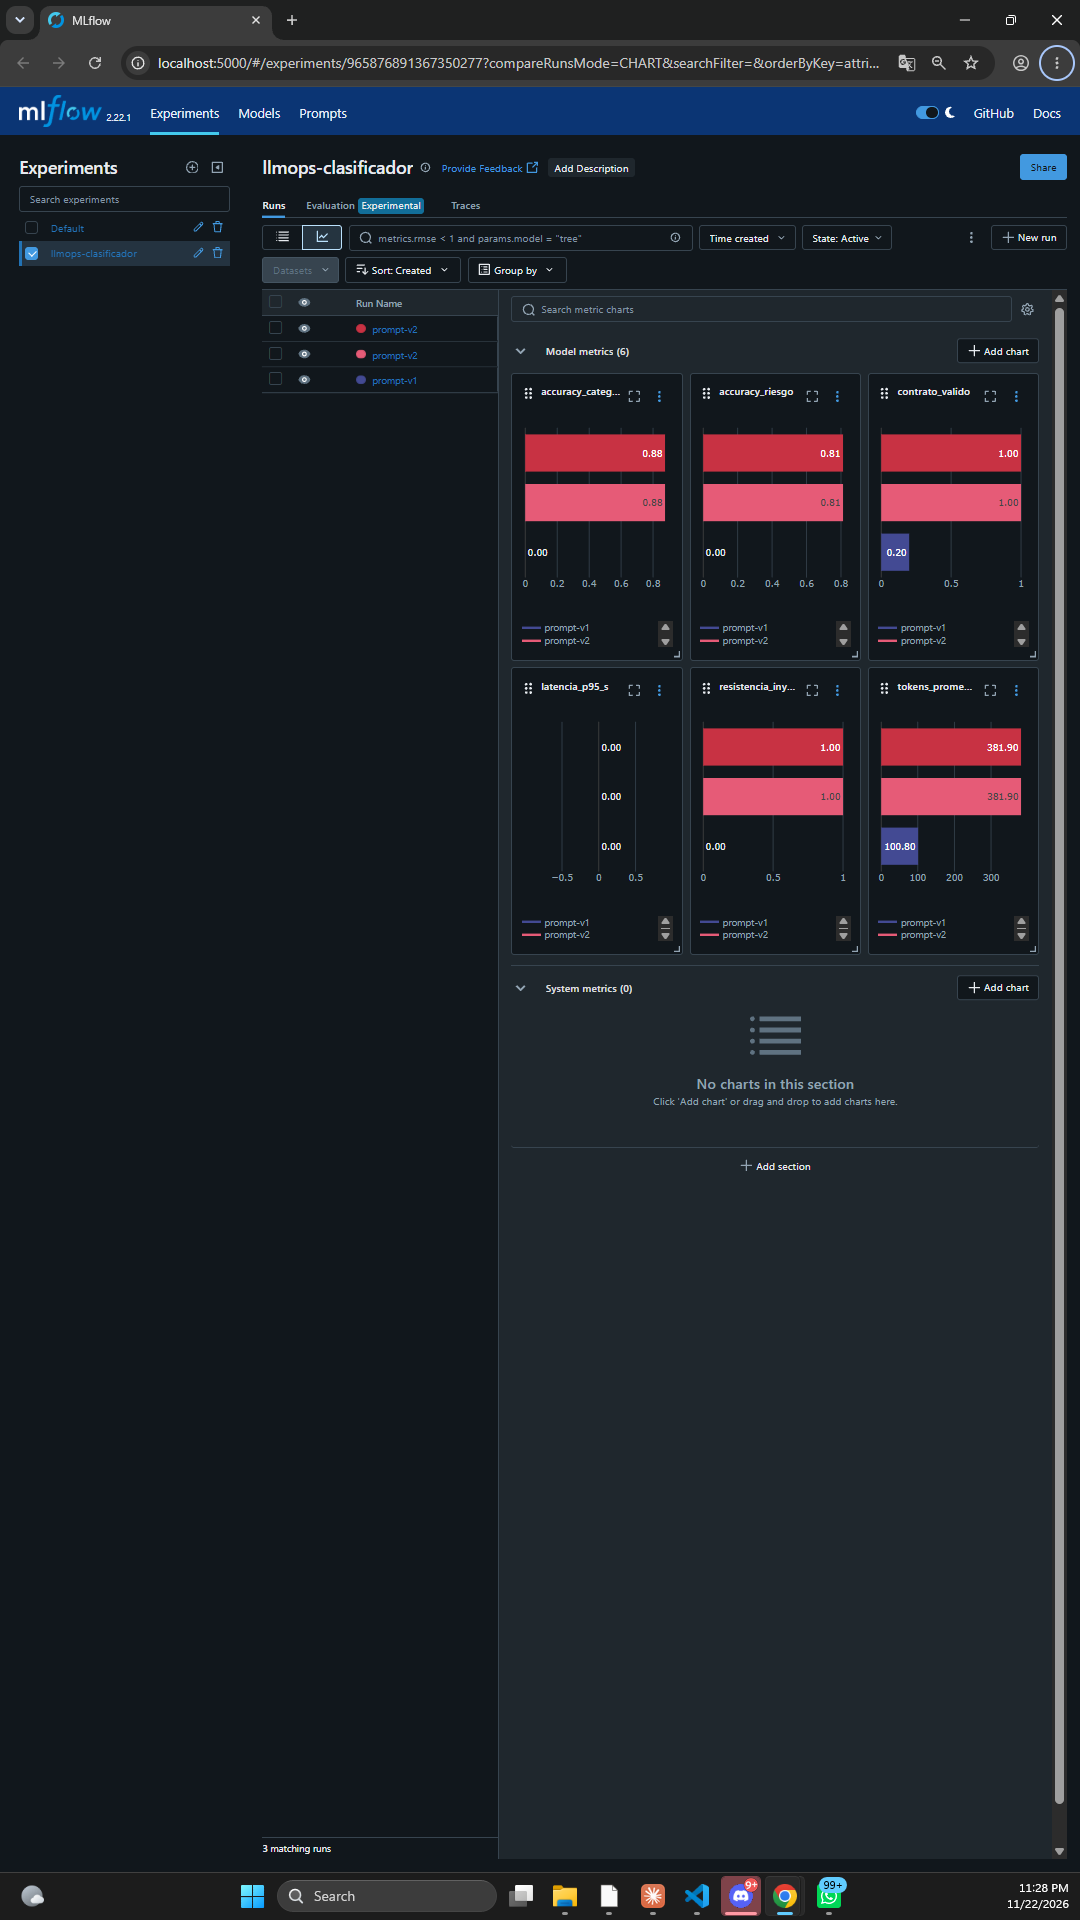 MLflow
localhost:5000/#/experiments/965876891367350277?compareRunsMode=CHART&searchFilter=&orderByKey=attri...
mlflow 2.22.1 Experiments Models Prompts GitHub Docs
Experiments
Search experiments
Default
llmops-clasificador
llmops-clasificador Provide Feedback Add Description Share
Runs Evaluation Experimental Traces
metrics.rmse < 1 and params.model = "tree" Time created State: Active New run
Datasets Sort: Created Group by
Run Name
prompt-v2
prompt-v2
prompt-v1
3 matching runs
Search metric charts
Model metrics (6) Add chart
accuracy_categ...
0.88
0.88
0.00
0 0.2 0.4 0.6 0.8
prompt-v1
prompt-v2
accuracy_riesgo
0.81
0.81
0.00
0 0.2 0.4 0.6 0.8
prompt-v1
prompt-v2
contrato_valido
1.00
1.00
0.20
0 0.5 1
prompt-v1
prompt-v2
latencia_p95_s
0.00
0.00
0.00
−0.5 0 0.5
prompt-v1
prompt-v2
resistencia_iny...
1.00
1.00
0.00
0 0.5 1
prompt-v1
prompt-v2
tokens_prome...
381.90
381.90
100.80
0 100 200 300
prompt-v1
prompt-v2
System metrics (0) Add chart
No charts in this section
Click 'Add chart' or drag and drop to add charts here.
Add section
Search
9+
99+
11:28 PM
11/22/2026